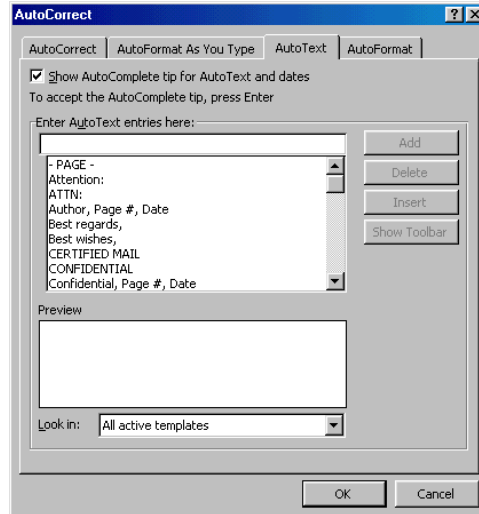 AutoCorrect
AutoCorrect AutoFormat As You Type AutoText AutoFormat
Show AutoComplete tip for AutoText and dates
To accept the AutoComplete tip, press Enter
Enter AutoText entries here:
Add
- PAGE -
Attention:
Delete
ATTN:
Author, Page #, Date
Insert
Best regards,
Best wishes,
Show Toolbar
CERTIFIED MAIL
CONFIDENTIAL
Confidential, Page #, Date
Preview
Look in: All active templates
OK Cancel